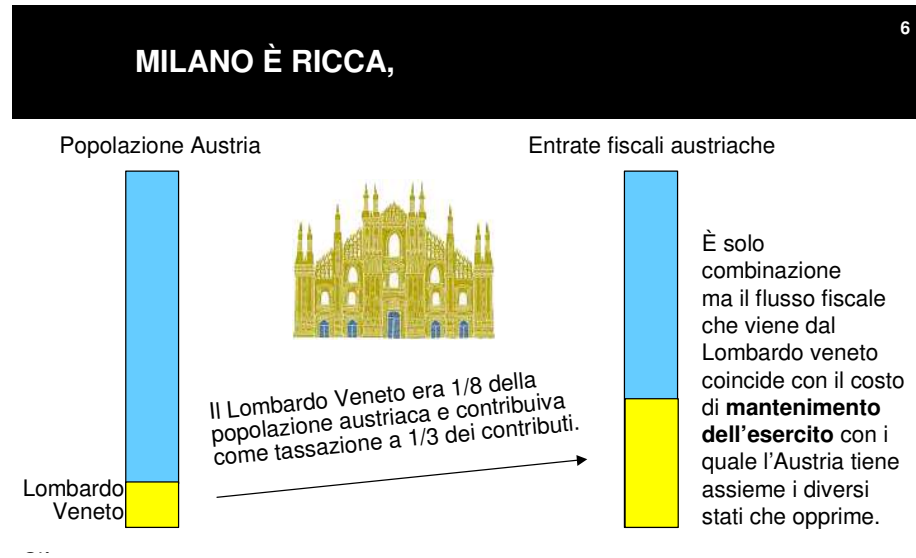 6
MILANO È RICCA,
Popolazione Austria
Entrate fiscali austriache
Il Lombardo Veneto era 1/8 della
popolazione austriaca e contribuiva
come tassazione a 1/3 dei contributi.
Lombardo
Veneto
È solo
combinazione
ma il flusso fiscale
che viene dal
Lombardo veneto
coincide con il costo
di mantenimento
dell'esercito con i
quale l'Austria tiene
assieme i diversi
stati che opprime.